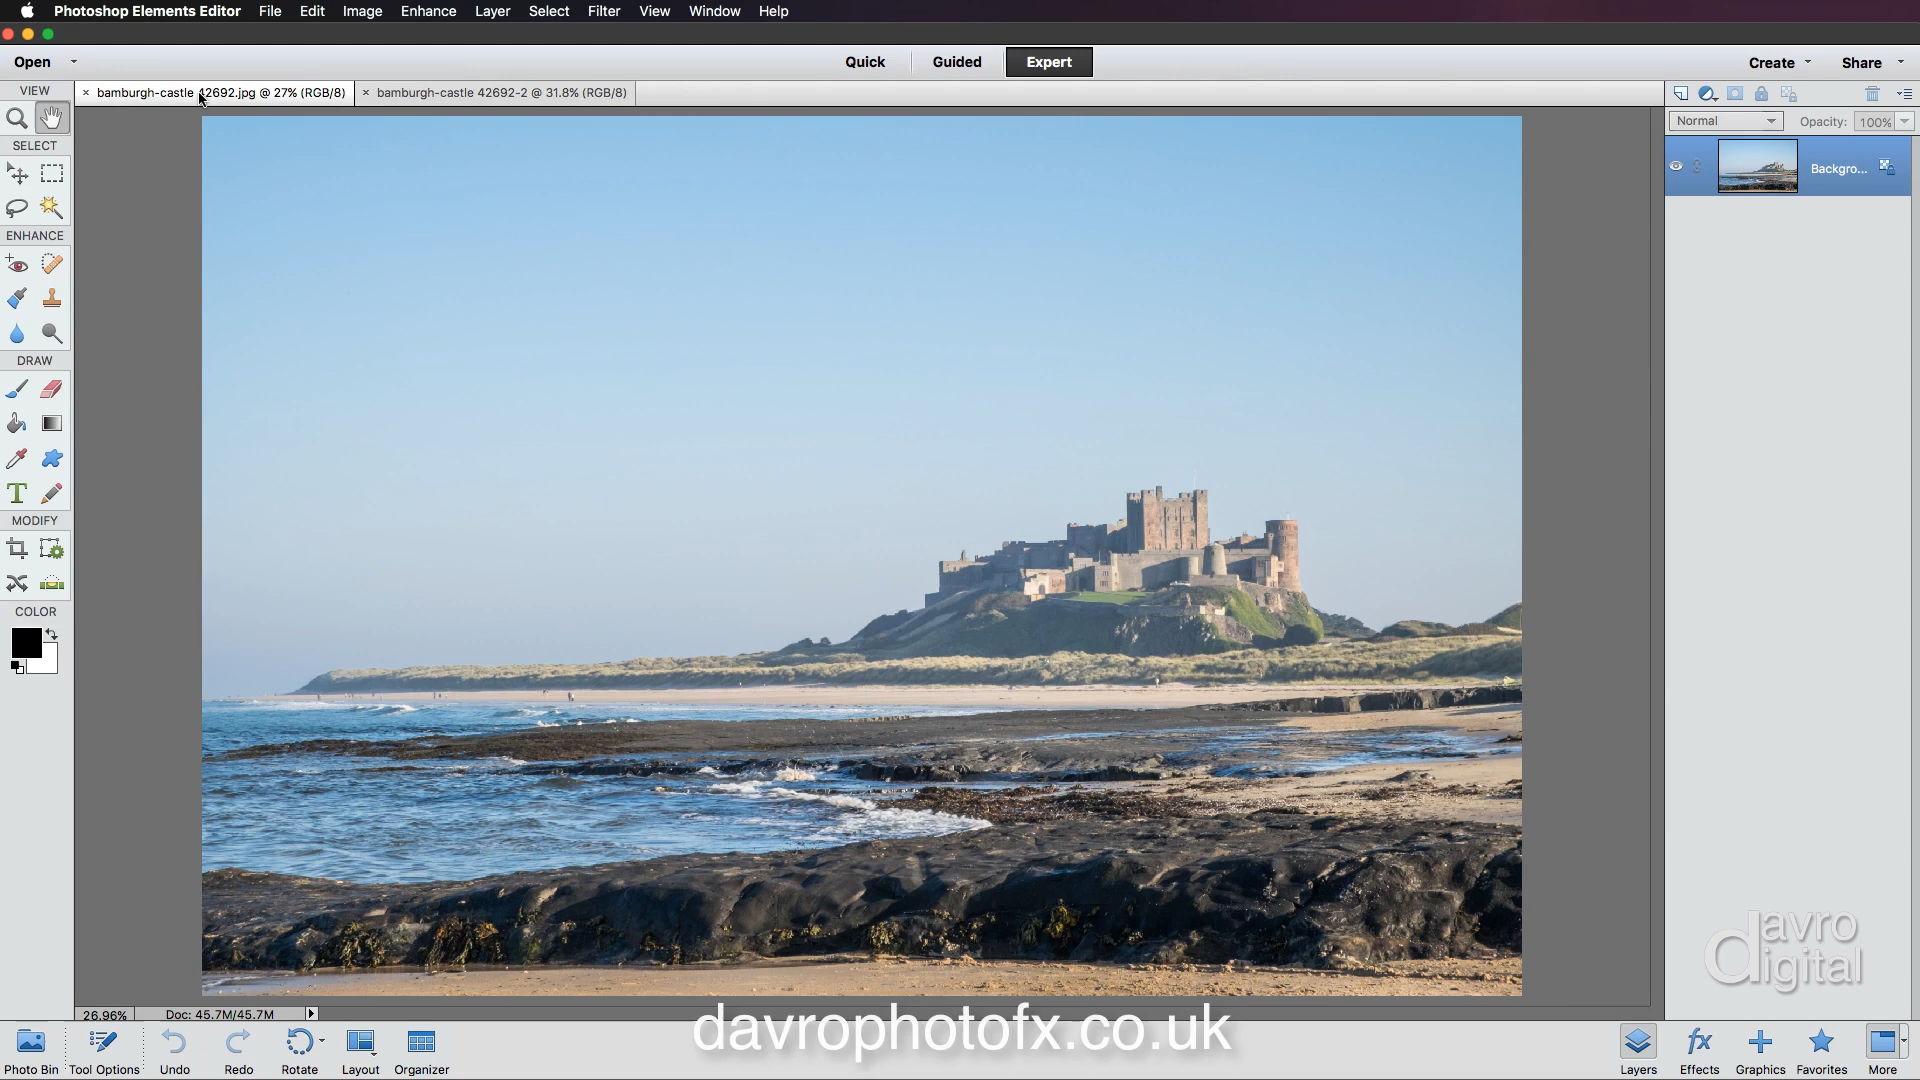 Photoshop Elements Editor File Edit Image Enhance Layer Select Filter View Window Help
Open Quick Guided Expert Create Share
VIEW × bamburgh-castle 42692.jpg @ 27% (RGB/8) × bamburgh-castle 42692-2 @ 31.8% (RGB/8)
Normal Opacity: 100%
SELECT
Backgro...
ENHANCE
DRAW
T
MODIFY
COLOR
davro
digital
26.96% Doc: 45.7M/45.7M
davrophotofx.co.uk
fx
Photo Bin Tool Options Undo Redo Rotate Layout Organizer Layers Effects Graphics Favorites More